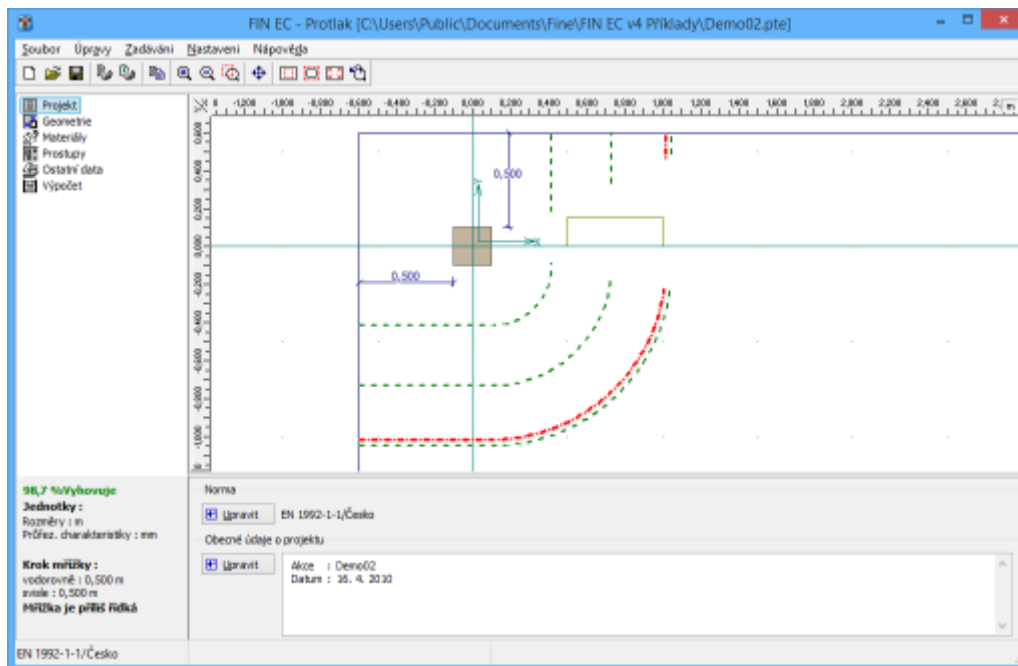 FIN EC - Protlak [C:\Users\Public\Documents\Fine\FIN EC v4 Příklady\Demo02.pte]
Soubor Úpravy Zadávání Nastavení Nápověda
Projekt
Geometrie
Materiály
Prostupy
Ostatní data
Výpočet
0,500
0,500
98,7 %Vyhovuje
Jednotky :
Rozměry : m
Průřez. charakteristiky : mm
Krok mřížky :
vodorovně : 0,500 m
svisle : 0,500 m
Mřížka je příliš řídká
Norma
Upravit EN 1992-1-1/Česko
Obecné údaje o projektu
Upravit
Akce : Demo02
Datum : 16. 4. 2010
EN 1992-1-1/Česko